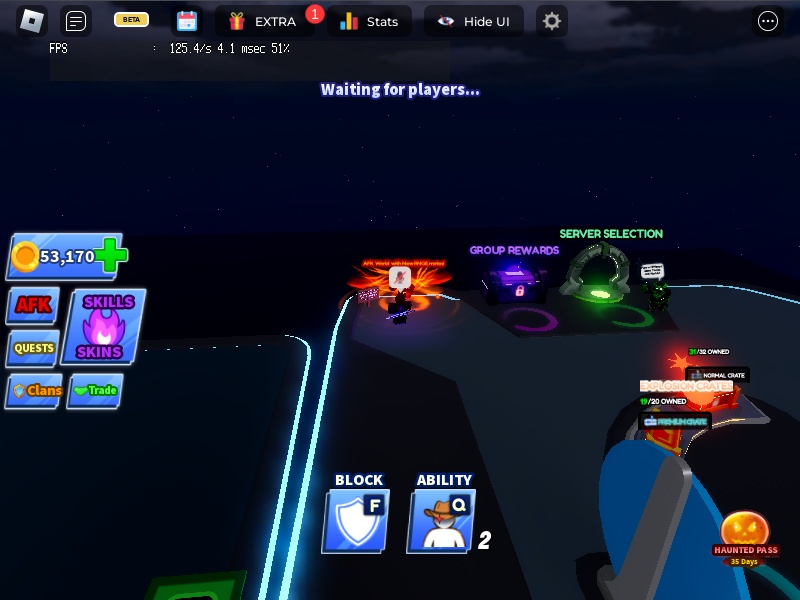 BETA
EXTRA
1
Stats
Hide UI
FPS : 125.4/s 4.1 msec 51%
Waiting for players...
SERVER SELECTION
GROUP REWARDS
53,170
AFK
SKILLS
SKINS
QUESTS
Clans
Trade
31/32 OWNED
NORMAL CRATE
EXPLOSION CRATES
19/20 OWNED
PREMIUM CRATE
BLOCK
F
ABILITY
Q
2
HAUNTED PASS
35 Days